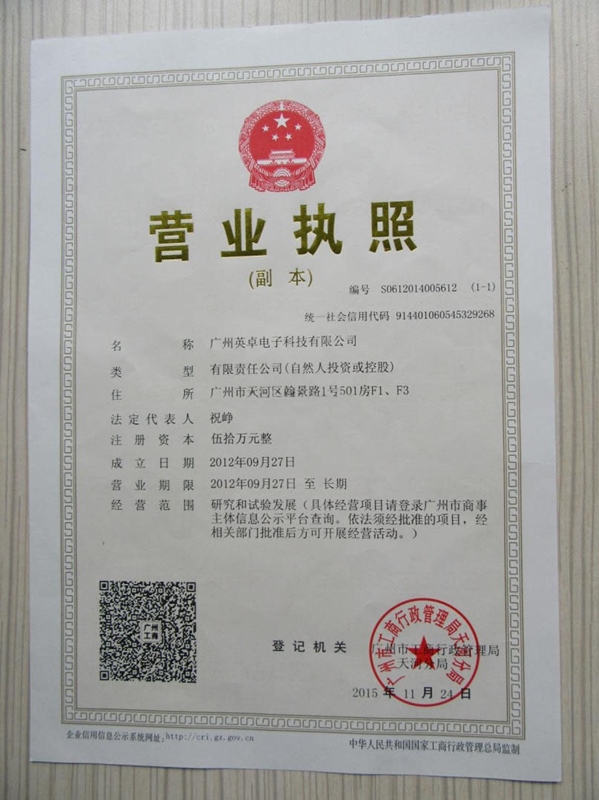 营业执照
(副 本)
编号 S0612014005612 (1-1)
统一社会信用代码 914401060545329268
名 称 广州英卓电子科技有限公司
类 型 有限责任公司(自然人投资或控股)
住 所 广州市天河区翰景路1号501房F1、F3
法定代表人 祝峥
注册资本 伍拾万元整
成立日期 2012年09月27日
营业期限 2012年09月27日 至 长期
经营范围 研究和试验发展(具体经营项目请登录广州市商事
主体信息公示平台查询。依法须经批准的项目,经
相关部门批准后方可开展经营活动。)
广州
工商
登记机关 广州市工商行政管理局
天河分局
广州市工商行政管理局天河分局
2015 年 11 月 24 日
企业信用信息公示系统网址:http://cri.gz.gov.cn
中华人民共和国国家工商行政管理总局监制